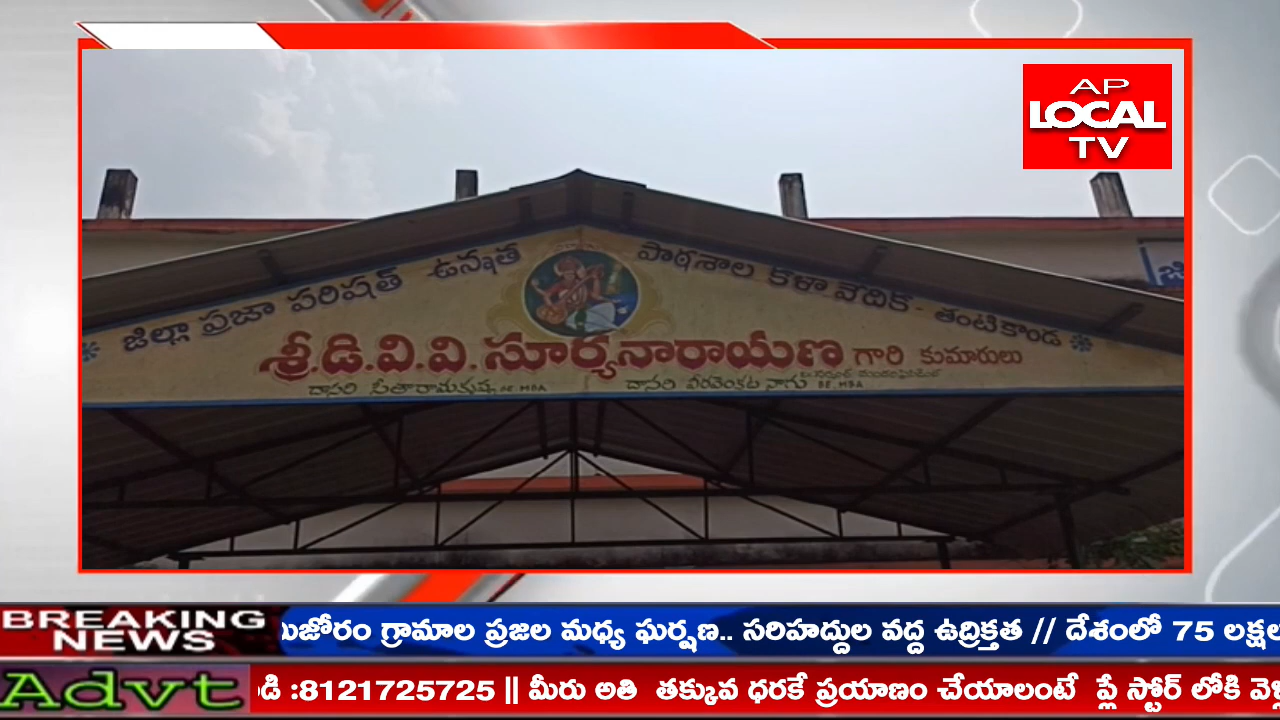 AP
LOCAL
TV
జిల్లా ప్రజా పరిషత్ ఉన్నత పాఠశాల కళా వేదిక - తంటికొండ
శ్రీ.డి.వి.వి.సూర్యనారాయణ గారి కుమారులు
దాసరి సీతారామకృష్ణ BE.MBA దాసరి వీరవెంకట నాగు BE.MBA
BREAKING
NEWS
మిజోరం గ్రామాల ప్రజల మధ్య ఘర్షణ.. సరిహద్దుల వద్ద ఉద్రిక్తత // దేశంలో 75 లక్షల
Advt
డి :8121725725 || మీరు అతి తక్కువ ధరకే ప్రయాణం చేయాలంటే ప్లే స్టోర్ లోకి